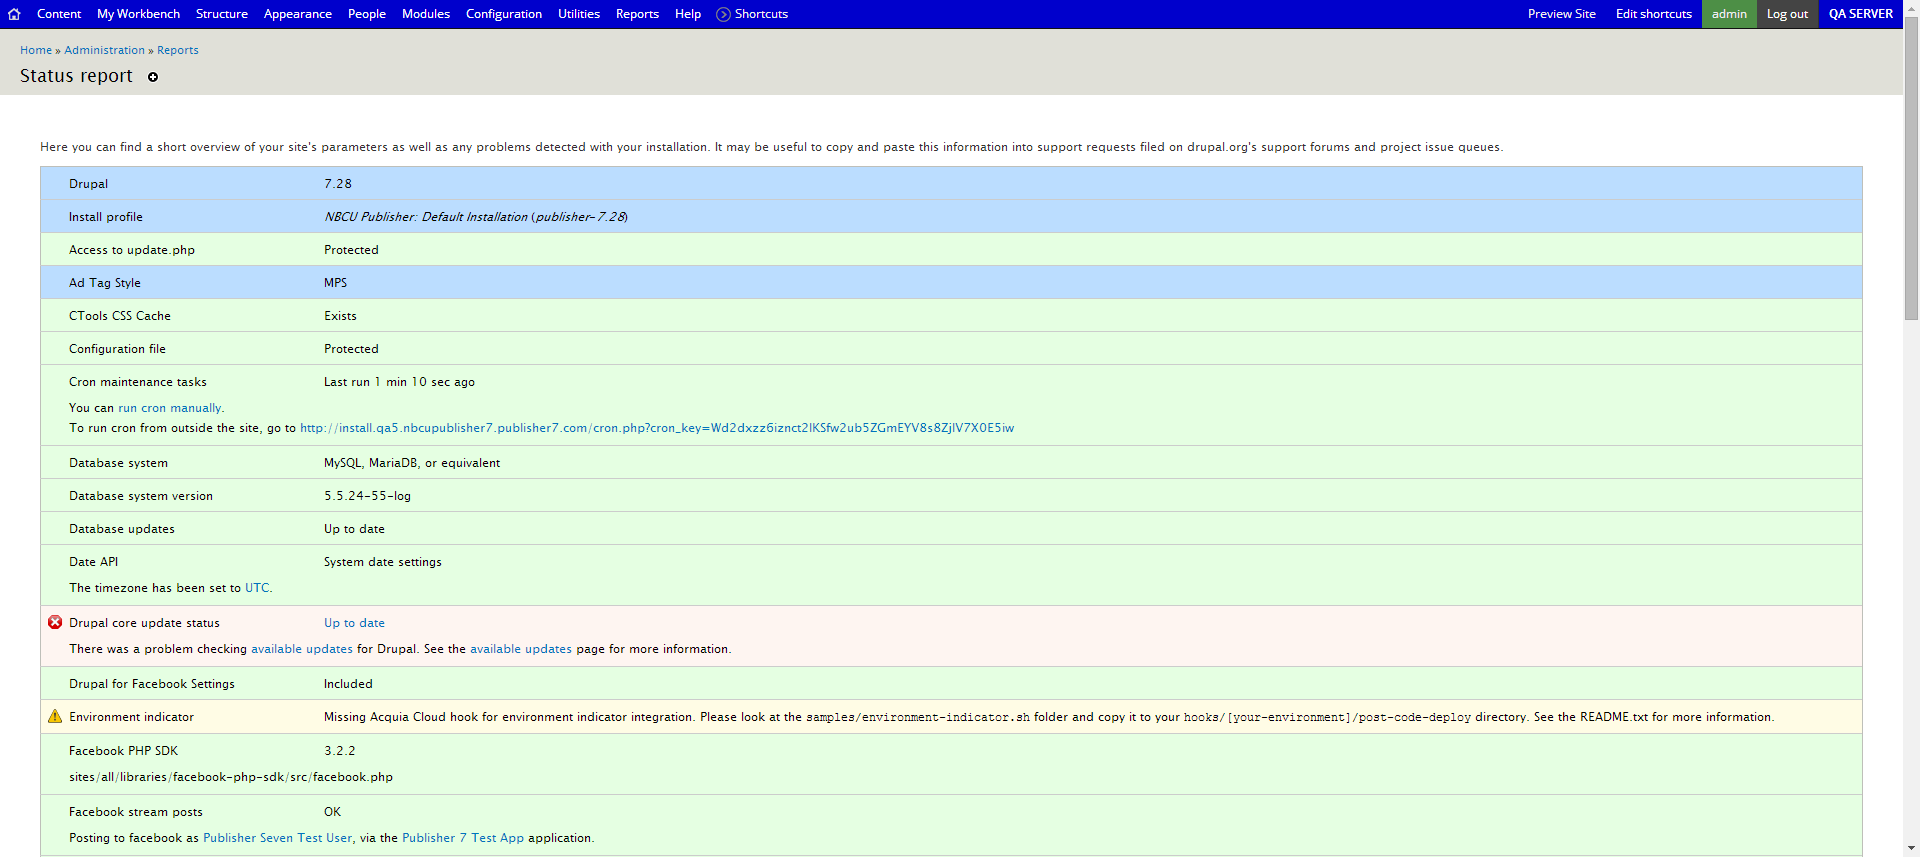 Content My Workbench Structure Appearance People Modules Configuration Utilities Reports Help Shortcuts Preview Site Edit shortcuts admin Log out QA SERVER
Home » Administration » Reports
Status report
Here you can find a short overview of your site's parameters as well as any problems detected with your installation. It may be useful to copy and paste this information into support requests filed on drupal.org's support forums and project issue queues.
Drupal 7.28
Install profile NBCU Publisher: Default Installation (publisher-7.28)
Access to update.php Protected
Ad Tag Style MPS
CTools CSS Cache Exists
Configuration file Protected
Cron maintenance tasks Last run 1 min 10 sec ago
You can run cron manually.
To run cron from outside the site, go to http://install.qa5.nbcupublisher7.publisher7.com/cron.php?cron_key=Wd2dxzz6iznct2lKSfw2ub5ZGmEYV8s8ZjlV7X0E5iw
Database system MySQL, MariaDB, or equivalent
Database system version 5.5.24-55-log
Database updates Up to date
Date API System date settings
The timezone has been set to UTC.
Drupal core update status Up to date
There was a problem checking available updates for Drupal. See the available updates page for more information.
Drupal for Facebook Settings Included
Environment indicator Missing Acquia Cloud hook for environment indicator integration. Please look at the samples/environment-indicator.sh folder and copy it to your hooks/[your-environment]/post-code-deploy directory. See the README.txt for more information.
Facebook PHP SDK 3.2.2
sites/all/libraries/facebook-php-sdk/src/facebook.php
Facebook stream posts OK
Posting to facebook as Publisher Seven Test User, via the Publisher 7 Test App application.